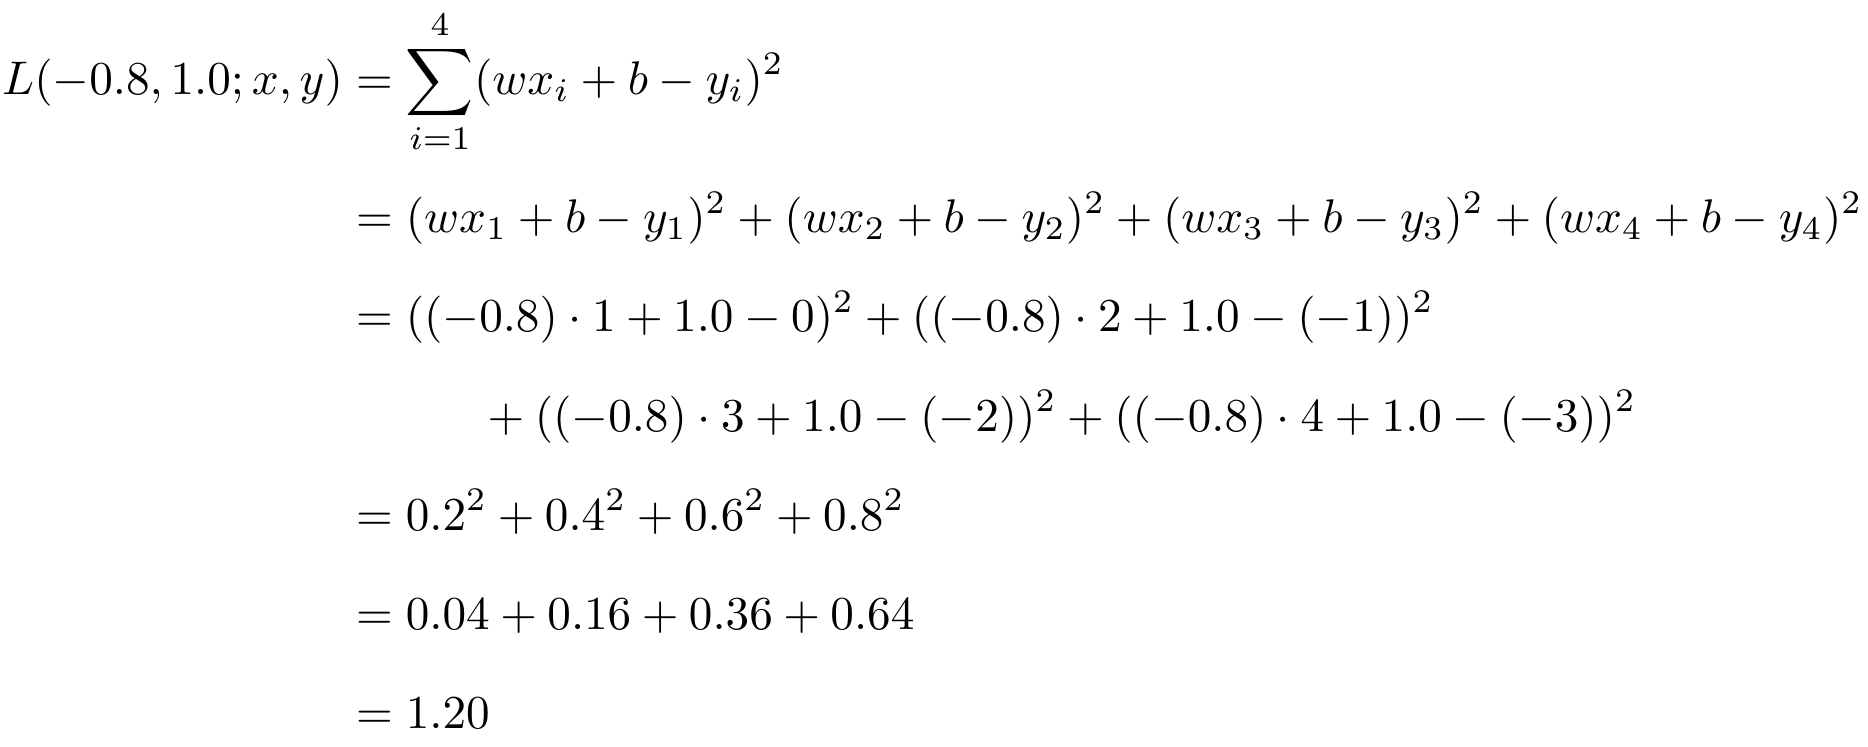 L(−0.8, 1.0; x, y) = ∑_{i=1}^{4} (wx_i + b − y_i)^2
= (wx_1 + b − y_1)^2 + (wx_2 + b − y_2)^2 + (wx_3 + b − y_3)^2 + (wx_4 + b − y_4)^2
= ((−0.8) · 1 + 1.0 − 0)^2 + ((−0.8) · 2 + 1.0 − (−1))^2
+ ((−0.8) · 3 + 1.0 − (−2))^2 + ((−0.8) · 4 + 1.0 − (−3))^2
= 0.2^2 + 0.4^2 + 0.6^2 + 0.8^2
= 0.04 + 0.16 + 0.36 + 0.64
= 1.20